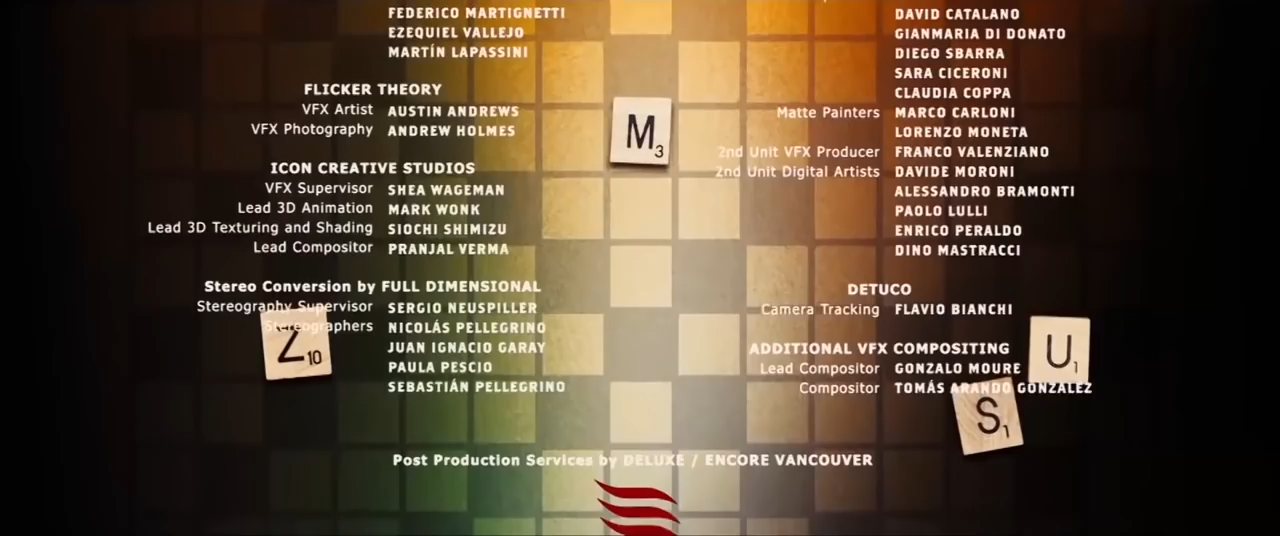 FEDERICO MARTIGNETTI
EZEQUIEL VALLEJO
MARTÍN LAPASSINI
FLICKER THEORY
VFX Artist AUSTIN ANDREWS
VFX Photography ANDREW HOLMES
ICON CREATIVE STUDIOS
VFX Supervisor SHEA WAGEMAN
Lead 3D Animation MARK WONK
Lead 3D Texturing and Shading SIOCHI SHIMIZU
Lead Compositor PRANJAL VERMA
Stereo Conversion by FULL DIMENSIONAL
Stereography Supervisor SERGIO NEUSPILLER
Stereographers NICOLÁS PELLEGRINO
JUAN IGNACIO GARAY
PAULA PESCIO
SEBASTIÁN PELLEGRINO
Z10
M3
DAVID CATALANO
GIANMARIA DI DONATO
DIEGO SBARRA
SARA CICERONI
CLAUDIA COPPA
Matte Painters MARCO CARLONI
LORENZO MONETA
2nd Unit VFX Producer FRANCO VALENZIANO
2nd Unit Digital Artists DAVIDE MORONI
ALESSANDRO BRAMONTI
PAOLO LULLI
ENRICO PERALDO
DINO MASTRACCI
DETUCO
Camera Tracking FLAVIO BIANCHI
ADDITIONAL VFX COMPOSITING
Lead Compositor GONZALO MOURE
Compositor TOMÁS ARANDO GONZÁLEZ
U1
S1
Post Production Services by DELUXE / ENCORE VANCOUVER